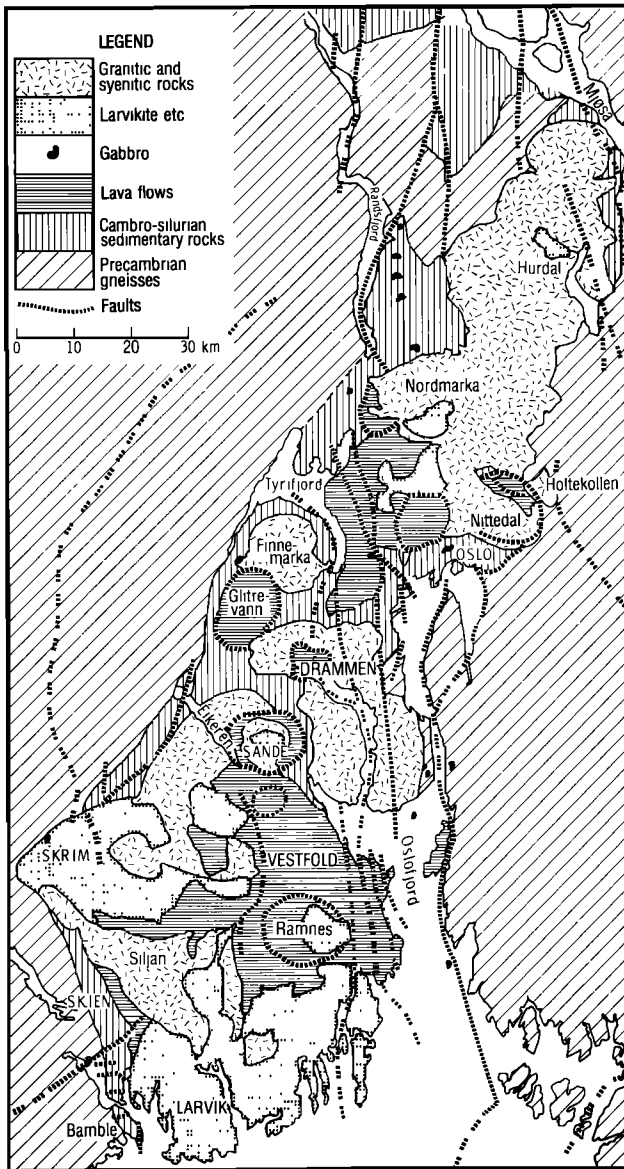 LEGEND
Granitic and
syenitic rocks
Larvikite etc
Gabbro
Lava flows
Cambro-silurian
sedimentary rocks
Precambrian
gneisses
Faults
0 10 20 30 km
Mjøsa
Randsfjord
Hurdal
Nordmarka
Tyrifjord
Holtekollen
Nittedal
OSLO
Finne-
marka
Glitre-
vann
DRAMMEN
Eikeren
SANDE
Oslofjord
SKRIM
VESTFOLD
Ramnes
Siljan
SKIEN
LARVIK
Bamble